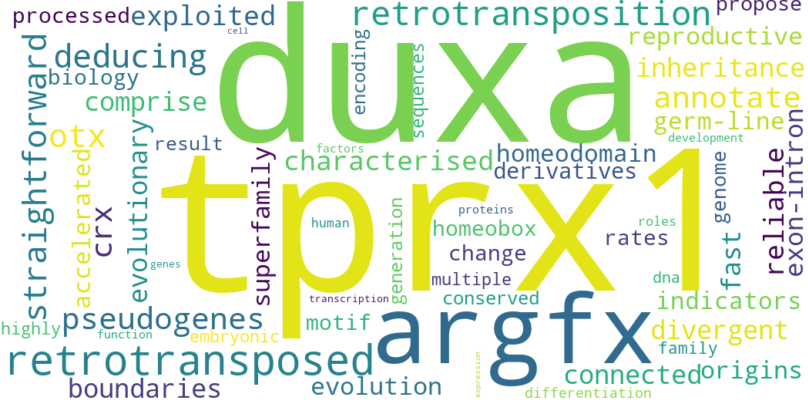 processed exploited retrotransposition propose
cell
duxa
deducing encoding sequences reproductive
biology inheritance
comprise annotate
straightforward otx germ-line
result development
factors homeodomain
characterised derivatives
tprx1
accelerated crx evolutionary superfamily
human proteins roles genome reliable exon-intron
generation homeobox rates fast
change
genes multiple dna
transcription conserved indicators
pseudogenes motif argfx divergent
highly function embryonic family
retrotransposed connected origins
boundaries evolution expression differentiation